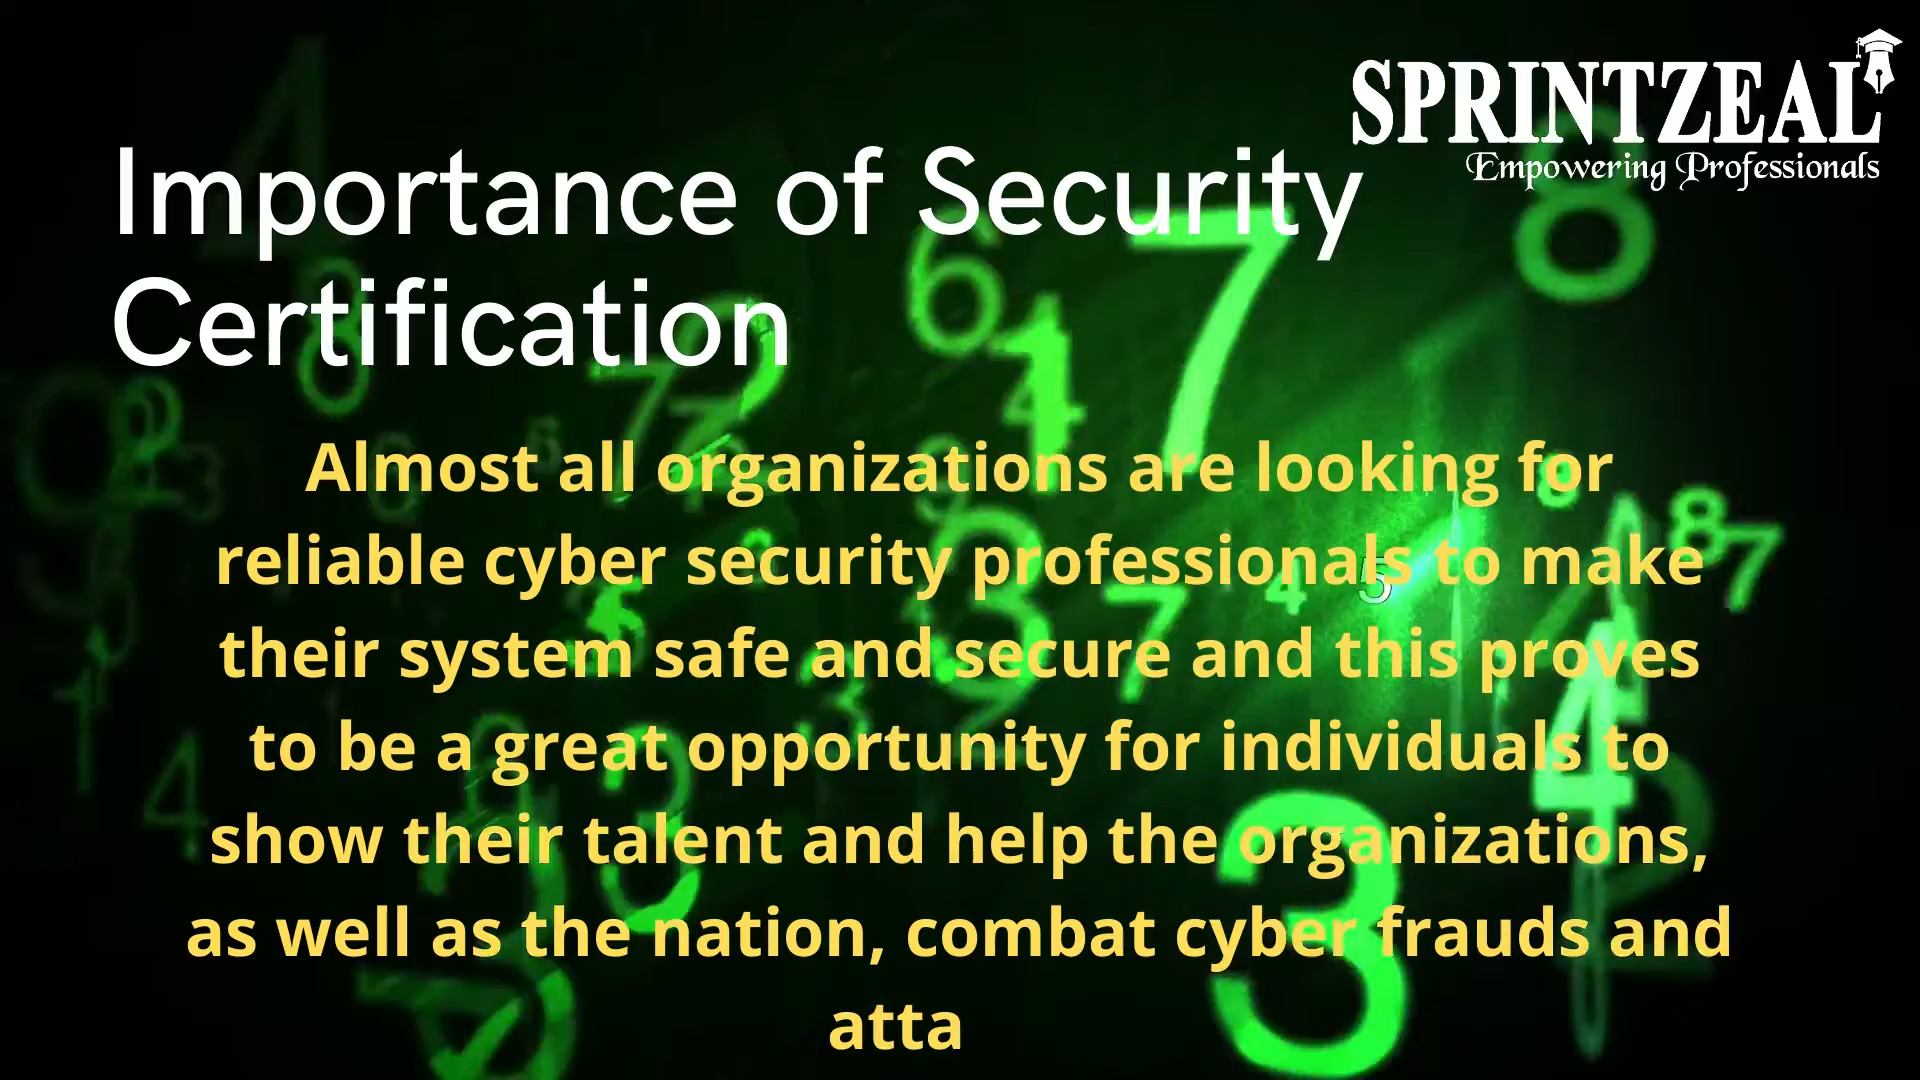 SPRINTZEAL
Empowering Professionals
Importance of Security
Certification
Almost all organizations are looking for
reliable cyber security professionals to make
their system safe and secure and this proves
to be a great opportunity for individuals to
show their talent and help the organizations,
as well as the nation, combat cyber frauds and
atta